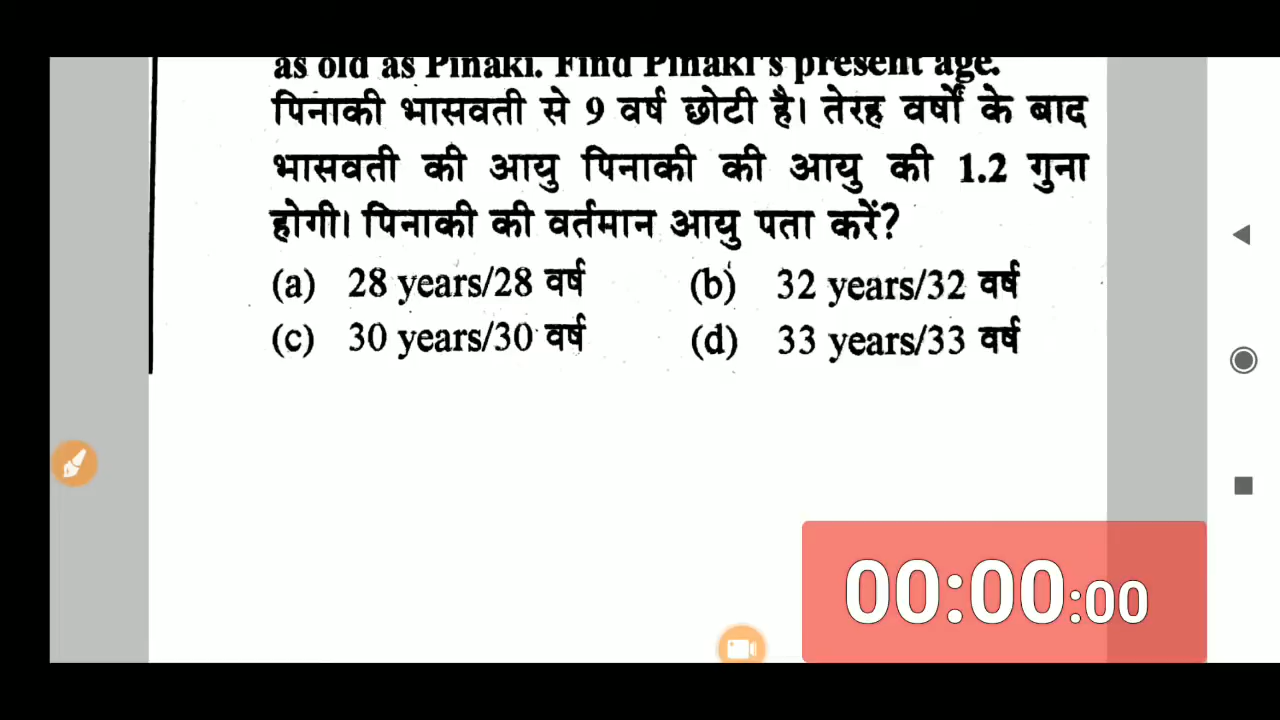 as old as Pinaki. Find Pinaki's present age.
पिनाकी भासवती से 9 वर्ष छोटी है। तेरह वर्षों के बाद
भासवती की आयु पिनाकी की आयु की 1.2 गुना
होगी। पिनाकी की वर्तमान आयु पता करें?
(a) 28 years/28 वर्ष (b) 32 years/32 वर्ष
(c) 30 years/30 वर्ष (d) 33 years/33 वर्ष
00:00:00